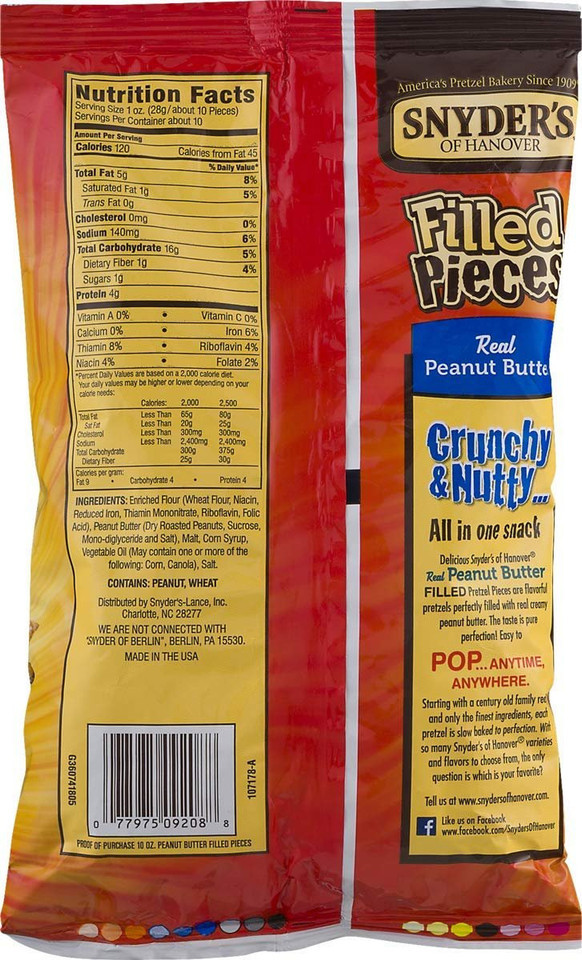 Nutrition Facts
Serving Size 1 oz. (28g/about 10 Pieces)
Servings Per Container about 10
Amount Per Serving
Calories 120 Calories from Fat 45
% Daily Value*
Total Fat 5g 8%
Saturated Fat 1g 5%
Trans Fat 0g
Cholesterol 0mg 0%
Sodium 140mg 6%
Total Carbohydrate 16g 5%
Dietary Fiber 1g 4%
Sugars 1g
Protein 4g
Vitamin A 0% • Vitamin C 0%
Calcium 0% • Iron 6%
Thiamin 8% • Riboflavin 4%
Niacin 4% • Folate 2%
*Percent Daily Values are based on a 2,000 calorie diet.
Your daily values may be higher or lower depending on your
calorie needs:
Calories: 2,000 2,500
Total Fat Less Than 65g 80g
Sat Fat Less Than 20g 25g
Cholesterol Less Than 300mg 300mg
Sodium Less Than 2,400mg 2,400mg
Total Carbohydrate 300g 375g
Dietary Fiber 25g 30g
Calories per gram:
Fat 9 • Carbohydrate 4 • Protein 4
INGREDIENTS: Enriched Flour (Wheat Flour, Niacin,
Reduced Iron, Thiamin Mononitrate, Riboflavin, Folic
Acid), Peanut Butter (Dry Roasted Peanuts, Sucrose,
Mono-diglyceride and Salt), Malt, Corn Syrup,
Vegetable Oil (May contain one or more of the
following: Corn, Canola), Salt.
CONTAINS: PEANUT, WHEAT
Distributed by Snyder's-Lance, Inc.
Charlotte, NC 28277
WE ARE NOT CONNECTED WITH
"SNYDER OF BERLIN", BERLIN, PA 15530.
MADE IN THE USA
G360741805
107178-A
0 77975 09208 8
PROOF OF PURCHASE 10 OZ. PEANUT BUTTER FILLED PIECES
America's Pretzel Bakery Since 1909
SNYDER'S
OF HANOVER
Filled
Pieces
Real
Peanut Butte
Crunchy
& Nutty...
All in one snack
Delicious Snyder's of Hanover®
Real Peanut Butter
FILLED Pretzel Pieces are flavorful
pretzels perfectly filled with real creamy
peanut butter. The taste is pure
perfection! Easy to
POP... ANYTIME,
ANYWHERE.
Starting with a century old family rec
and only the finest ingredients, each
pretzel is slow baked to perfection. With
so many Snyder's of Hanover® varieties
and flavors to choose from, the only
question is which is your favorite?
Tell us at www.snydersofhanover.com.
f Like us on Facebook
www.facebook.com/SnydersOfHanover